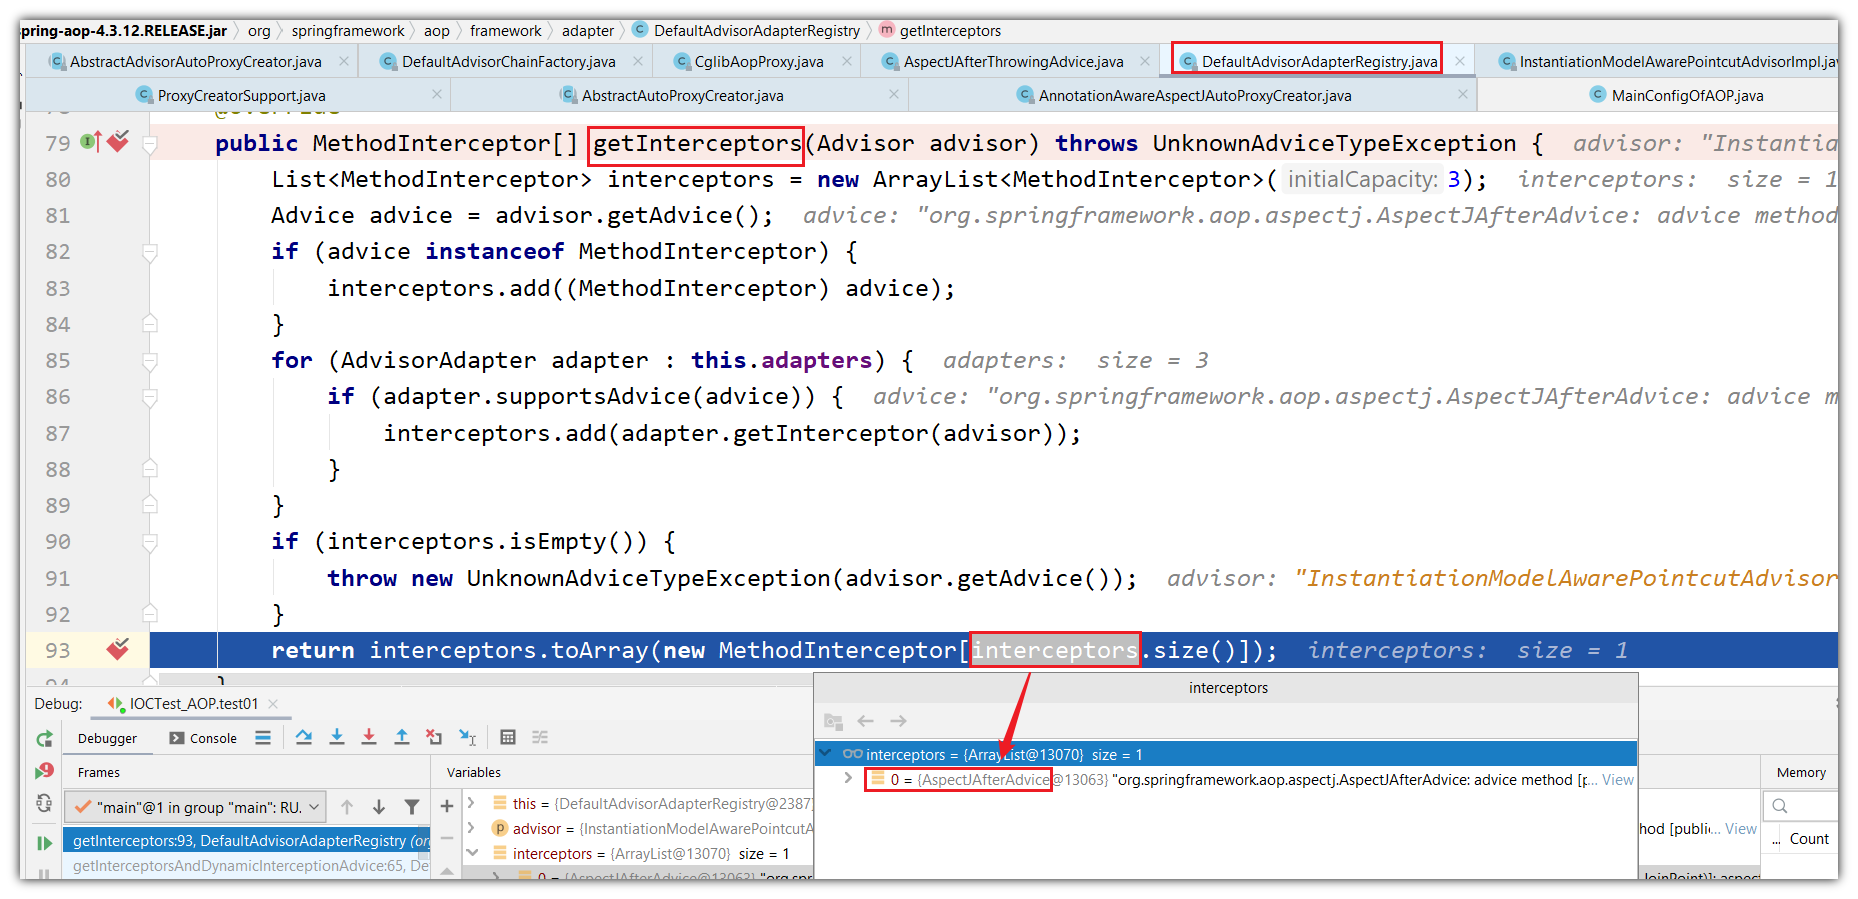 pring-aop-4.3.12.RELEASE.jar org springframework aop framework adapter DefaultAdvisorAdapterRegistry getInterceptors
AbstractAdvisorAutoProxyCreator.java DefaultAdvisorChainFactory.java CglibAopProxy.java AspectJAfterThrowingAdvice.java DefaultAdvisorAdapterRegistry.java InstantiationModelAwarePointcutAdvisorImpl.jav
ProxyCreatorSupport.java AbstractAutoProxyCreator.java AnnotationAwareAspectJAutoProxyCreator.java MainConfigOfAOP.java
79 public MethodInterceptor[] getInterceptors(Advisor advisor) throws UnknownAdviceTypeException { advisor: "Instantia
80 List<MethodInterceptor> interceptors = new ArrayList<MethodInterceptor>( initialCapacity: 3); interceptors: size = 1
81 Advice advice = advisor.getAdvice(); advice: "org.springframework.aop.aspectj.AspectJAfterAdvice: advice method
82 if (advice instanceof MethodInterceptor) {
83 interceptors.add((MethodInterceptor) advice);
84 }
85 for (AdvisorAdapter adapter : this.adapters) { adapters: size = 3
86 if (adapter.supportsAdvice(advice)) { advice: "org.springframework.aop.aspectj.AspectJAfterAdvice: advice m
87 interceptors.add(adapter.getInterceptor(advisor));
88 }
89 }
90 if (interceptors.isEmpty()) {
91 throw new UnknownAdviceTypeException(advisor.getAdvice()); advisor: "InstantiationModelAwarePointcutAdvisor
92 }
93 return interceptors.toArray(new MethodInterceptor[interceptors.size()]); interceptors: size = 1
Debug: IOCTest_AOP.test01
interceptors
Debugger Console
Frames Variables
"main"@1 in group "main": RU.
getInterceptors:93, DefaultAdvisorAdapterRegistry (or
getInterceptorsAndDynamicInterceptionAdvice:65, De
this = {DefaultAdvisorAdapterRegistry@2387}
advisor = {InstantiationModelAwarePointcutA
interceptors = {ArrayList@13070} size = 1
0 = {AspectJAfterAdvice@13063} "org.spr
interceptors = {ArrayList@13070} size = 1
0 = {AspectJAfterAdvice@13063} "org.springframework.aop.aspectj.AspectJAfterAdvice: advice method [p... View
hod [public... View
JoinPoint)]; aspec
Memory
... Count